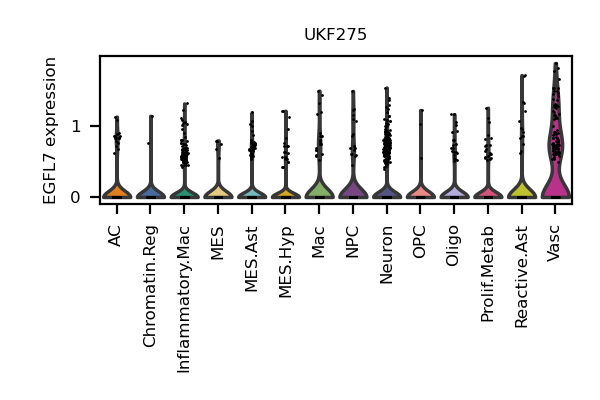 UKF275
EGFL7 expression
1
0
AC
Chromatin.Reg
Inflammatory.Mac
MES
MES.Ast
MES.Hyp
Mac
NPC
Neuron
OPC
Oligo
Prolif.Metab
Reactive.Ast
Vasc